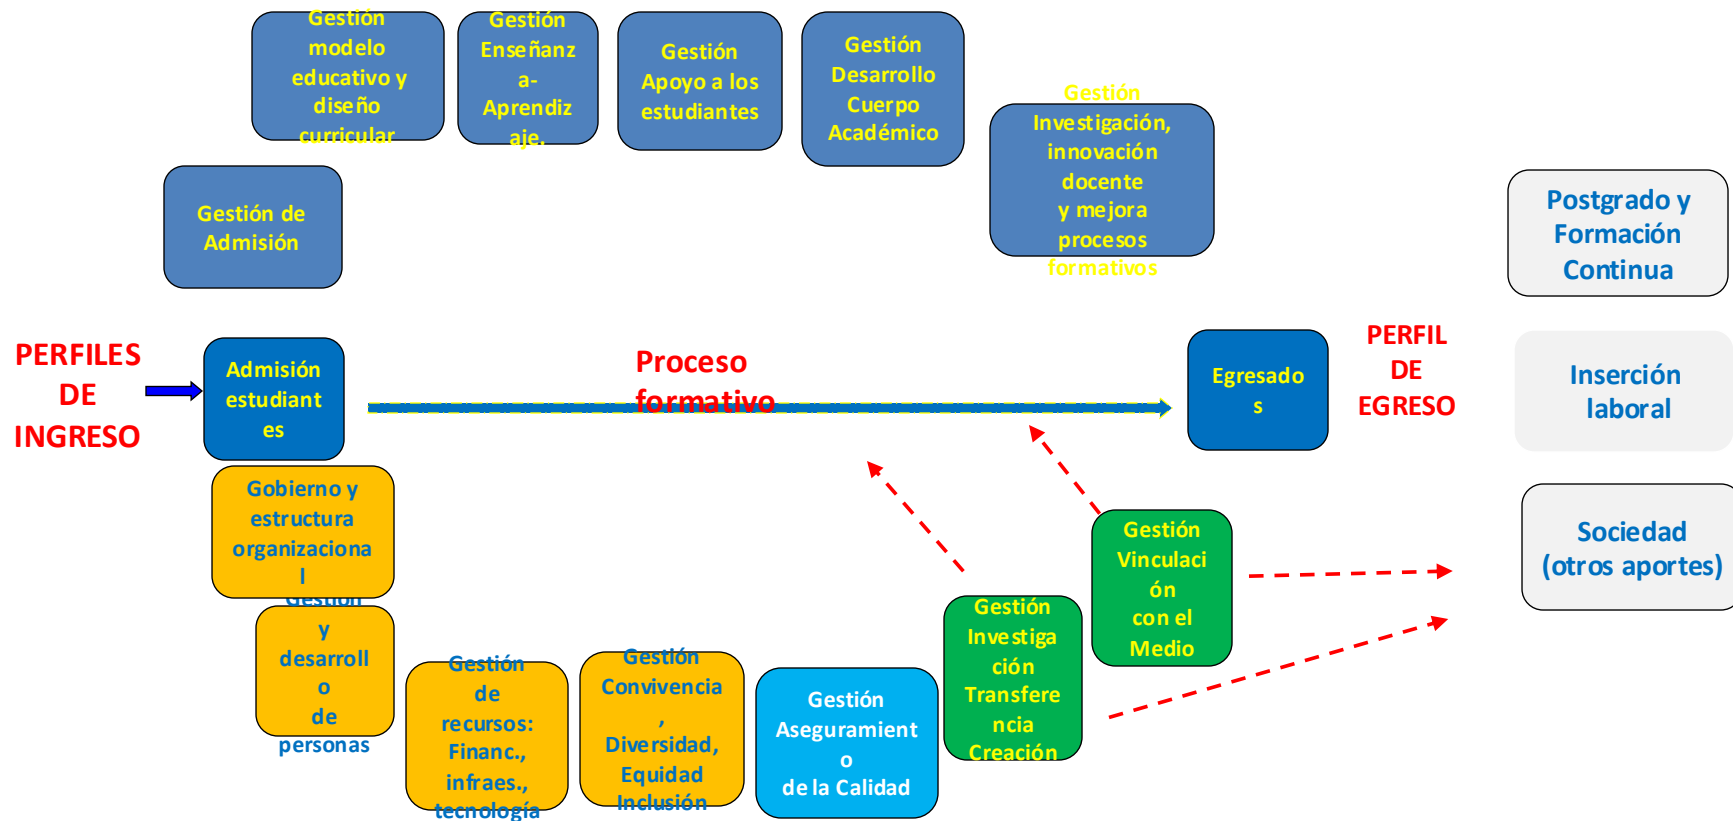 Gestión
modelo
educativo y
diseño
curricular
Gestión
Enseñanz
a-
Aprendiz
aje.
Gestión
Apoyo a los
estudiantes
Gestión
Desarrollo
Cuerpo
Académico
Gestión
Investigación,
innovación
docente
y mejora
procesos
formativos
Gestión de
Admisión
Postgrado y
Formación
Continua
PERFILES
DE
INGRESO
Admisión
estudiant
es
Proceso
formativo
Egresado
s
PERFIL
DE
EGRESO
Inserción
laboral
Gobierno y
estructura
organizaciona
l
Gestión
y
desarroll
o
de
personas
Gestión
de
recursos:
Financ.,
infraes.,
tecnología
Gestión
Convivencia
,
Diversidad,
Equidad
Inclusión
Gestión
Aseguramient
o
de la Calidad
Gestión
Investiga
ción
Transfere
ncia
Creación
Gestión
Vinculaci
ón
con el
Medio
Sociedad
(otros aportes)